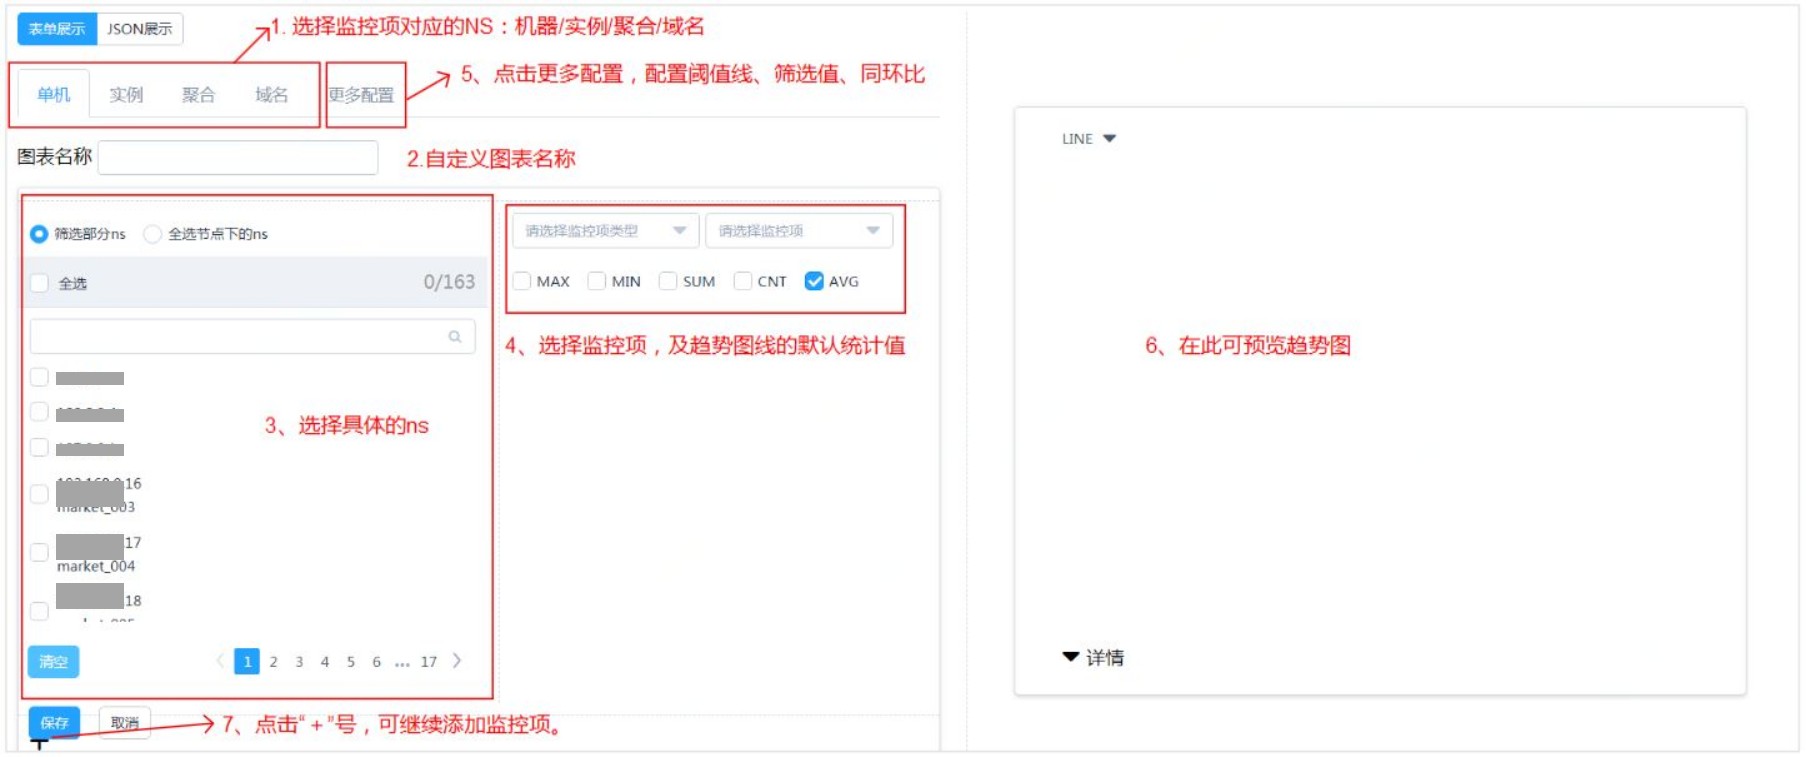 表单展示 JSON展示
1. 选择监控项对应的NS：机器/实例/聚合/域名
单机 实例 聚合 域名 更多配置
5、点击更多配置，配置阈值线、筛选值、同环比
图表名称
2.自定义图表名称
筛选部分ns 全选节点下的ns
全选 0/163
请选择监控项类型 请选择监控项
MAX MIN SUM CNT AVG
4、选择监控项，及趋势图线的默认统计值
3、选择具体的ns
16
market_003
17
market_004
18
清空
1 2 3 4 5 6 ... 17
保存 取消
7、点击“+”号，可继续添加监控项。
LINE
6、在此可预览趋势图
详情